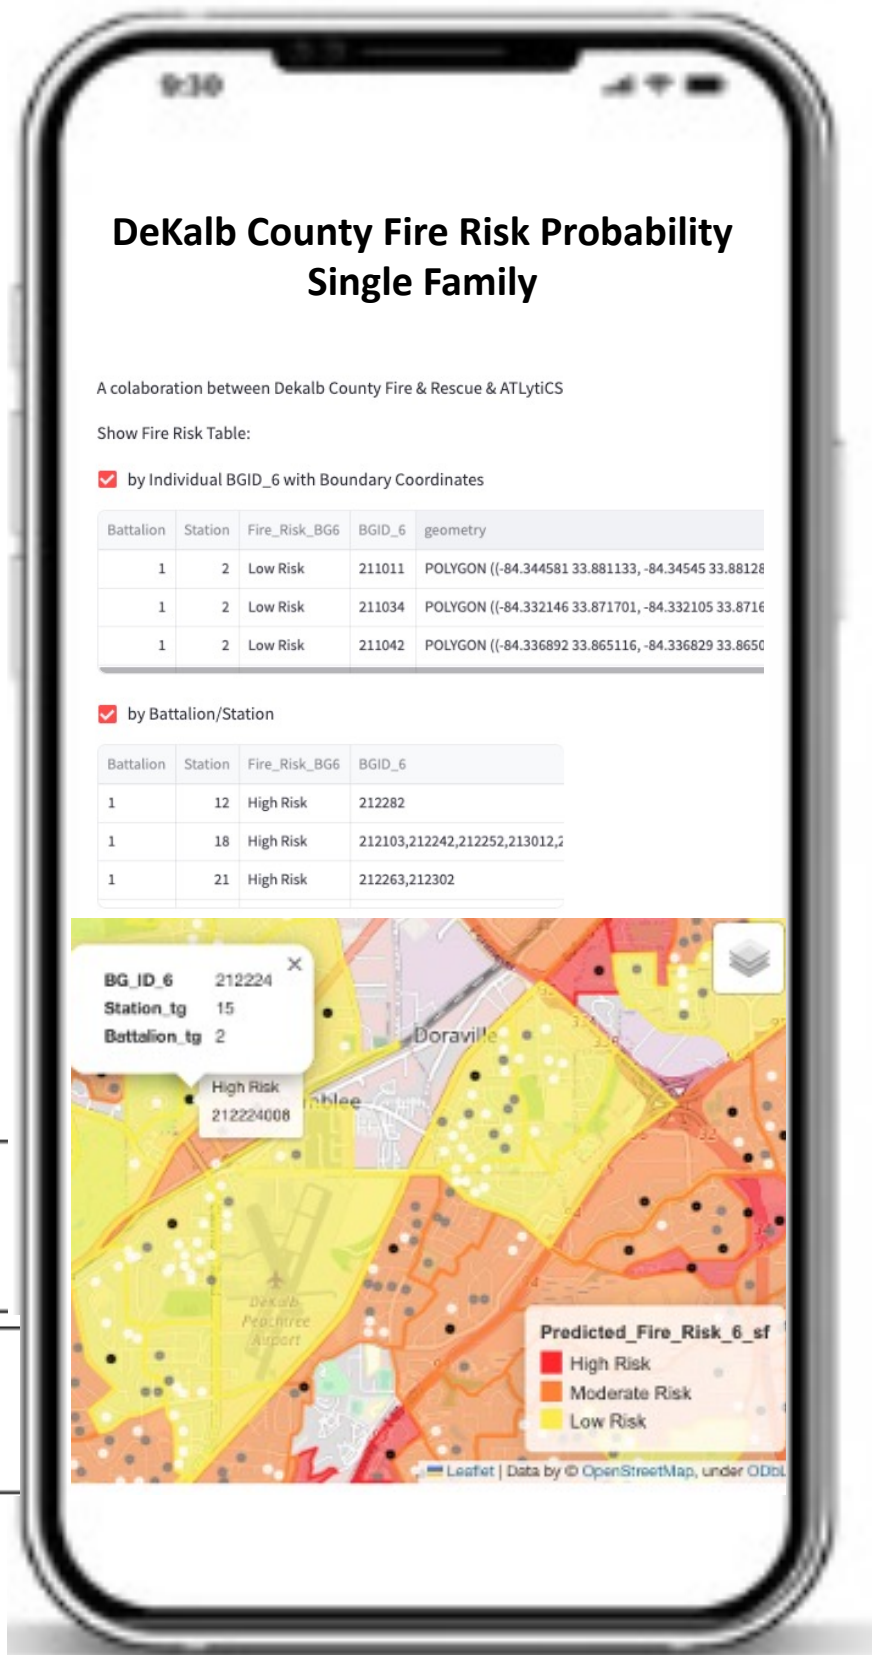 9:30
DeKalb County Fire Risk Probability
Single Family
A colaboration between Dekalb County Fire & Rescue & ATLytiCS
Show Fire Risk Table:
by Individual BGID_6 with Boundary Coordinates
Battalion Station Fire_Risk_BG6 BGID_6 geometry
1 2 Low Risk 211011 POLYGON ((-84.344581 33.881133, -84.34545 33.88128
1 2 Low Risk 211034 POLYGON ((-84.332146 33.871701, -84.332105 33.8716
1 2 Low Risk 211042 POLYGON ((-84.336892 33.865116, -84.336829 33.8650
by Battalion/Station
Battalion Station Fire_Risk_BG6 BGID_6
1 12 High Risk 212282
1 18 High Risk 212103,212242,212252,213012,2
1 21 High Risk 212263,212302
BG_ID_6 212224
Station_tg 15
Battalion_tg 2
Doraville
High Risk
212224008
mblee
DeKalb
Peachtree
Airport
Predicted_Fire_Risk_6_sf
High Risk
Moderate Risk
Low Risk
Leaflet | Data by © OpenStreetMap, under ODbL